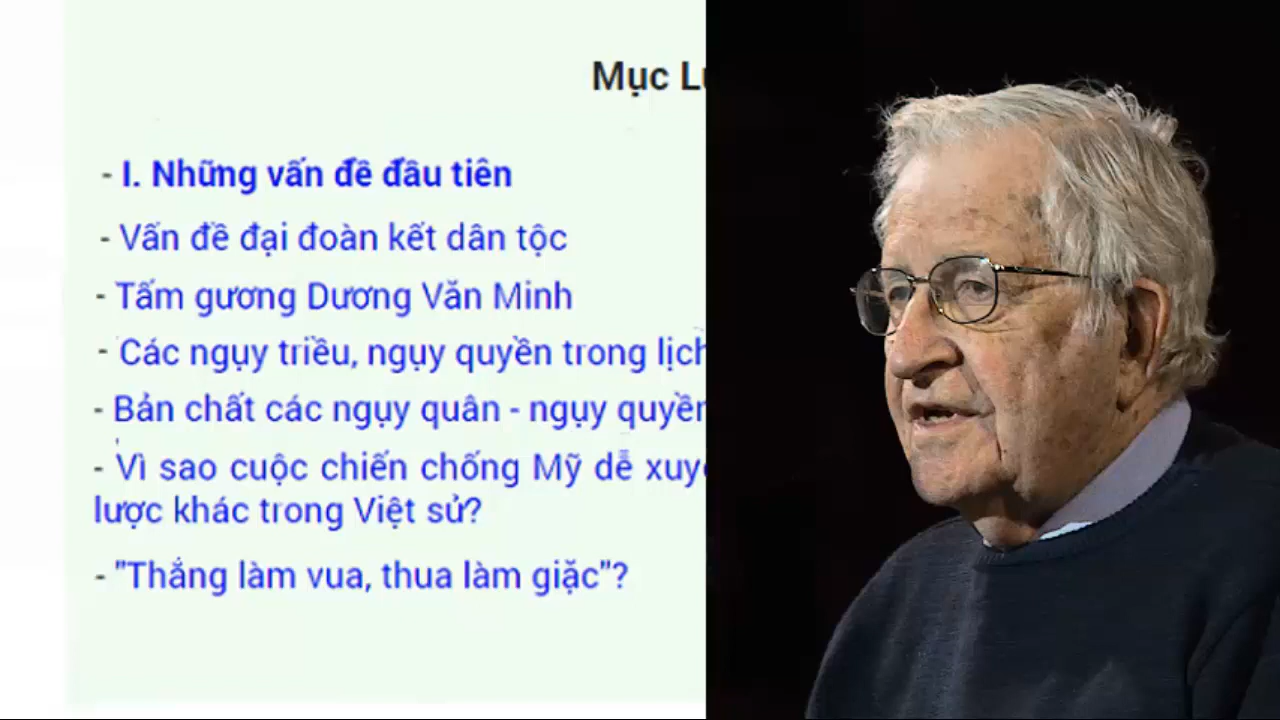 Mục
- I. Những vấn đề đầu tiên
- Vấn đề đại đoàn kết dân tộc
- Tấm gương Dương Văn Minh
- Các ngụy triều, ngụy quyền trong lịch
- Bản chất các ngụy quân - ngụy quyền
- Vì sao cuộc chiến chống Mỹ dễ
lược khác trong Việt sử?
- "Thắng làm vua, thua làm giặc"?